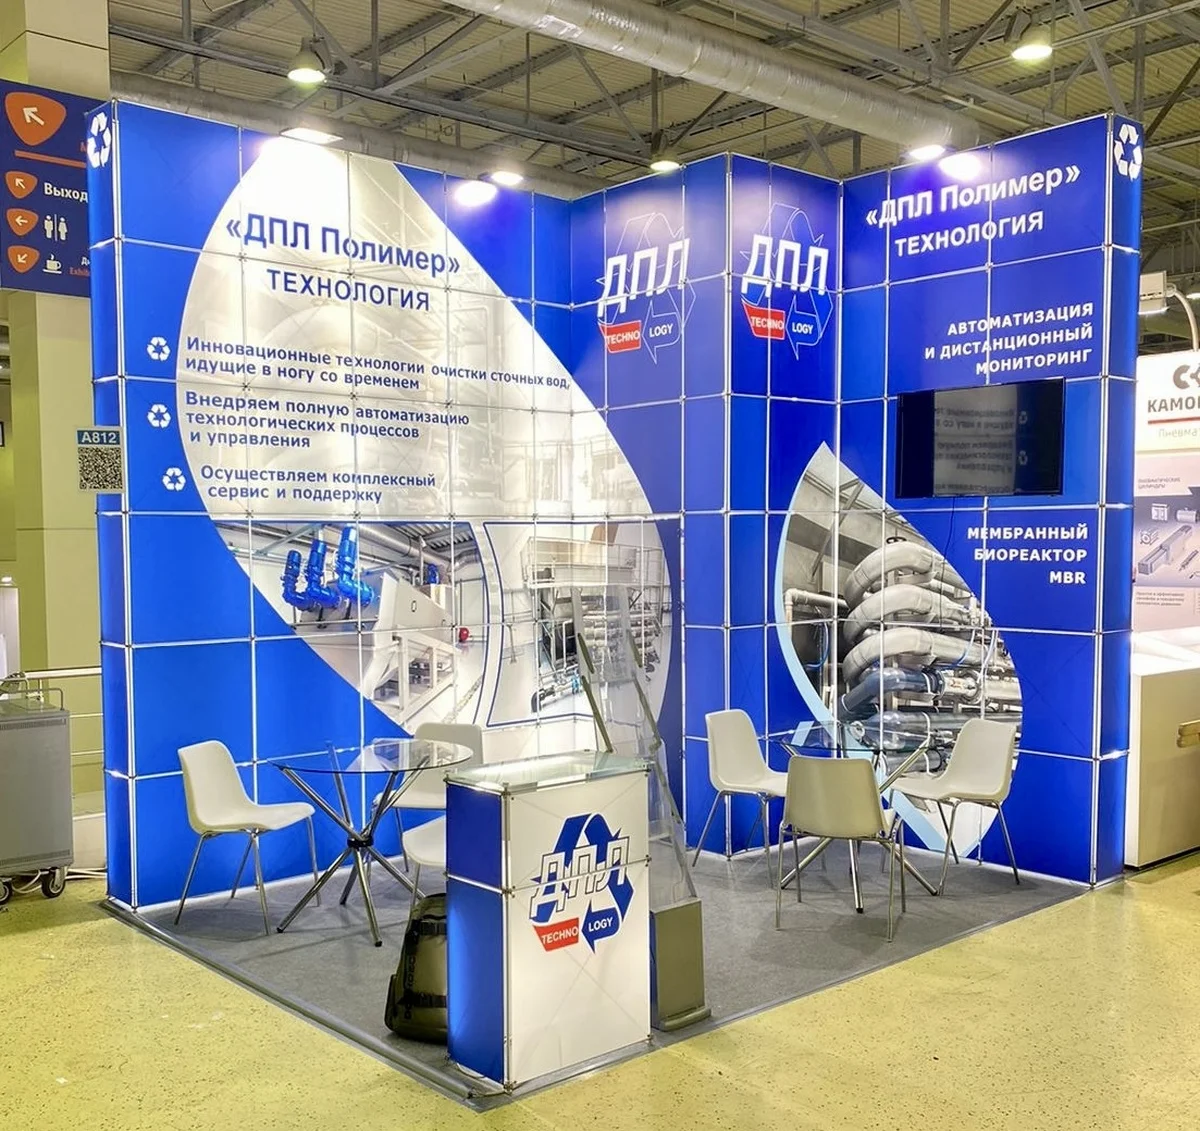 Выход
A812
«ДПЛ Полимер»
ТЕХНОЛОГИЯ
Инновационные технологии очистки сточных вод,
идущие в ногу со временем
Внедряем полную автоматизацию
технологических процессов
и управления
Осуществляем комплексный
сервис и поддержку
ДПЛ
TECHNO
LOGY
ДПЛ
TECHNO
LOGY
«ДПЛ Полимер»
ТЕХНОЛОГИЯ
АВТОМАТИЗАЦИЯ
И ДИСТАНЦИОННЫЙ
МОНИТОРИНГ
МЕМБРАННЫЙ
БИОРЕАКТОР
MBR
ДПЛ
TECHNO
LOGY